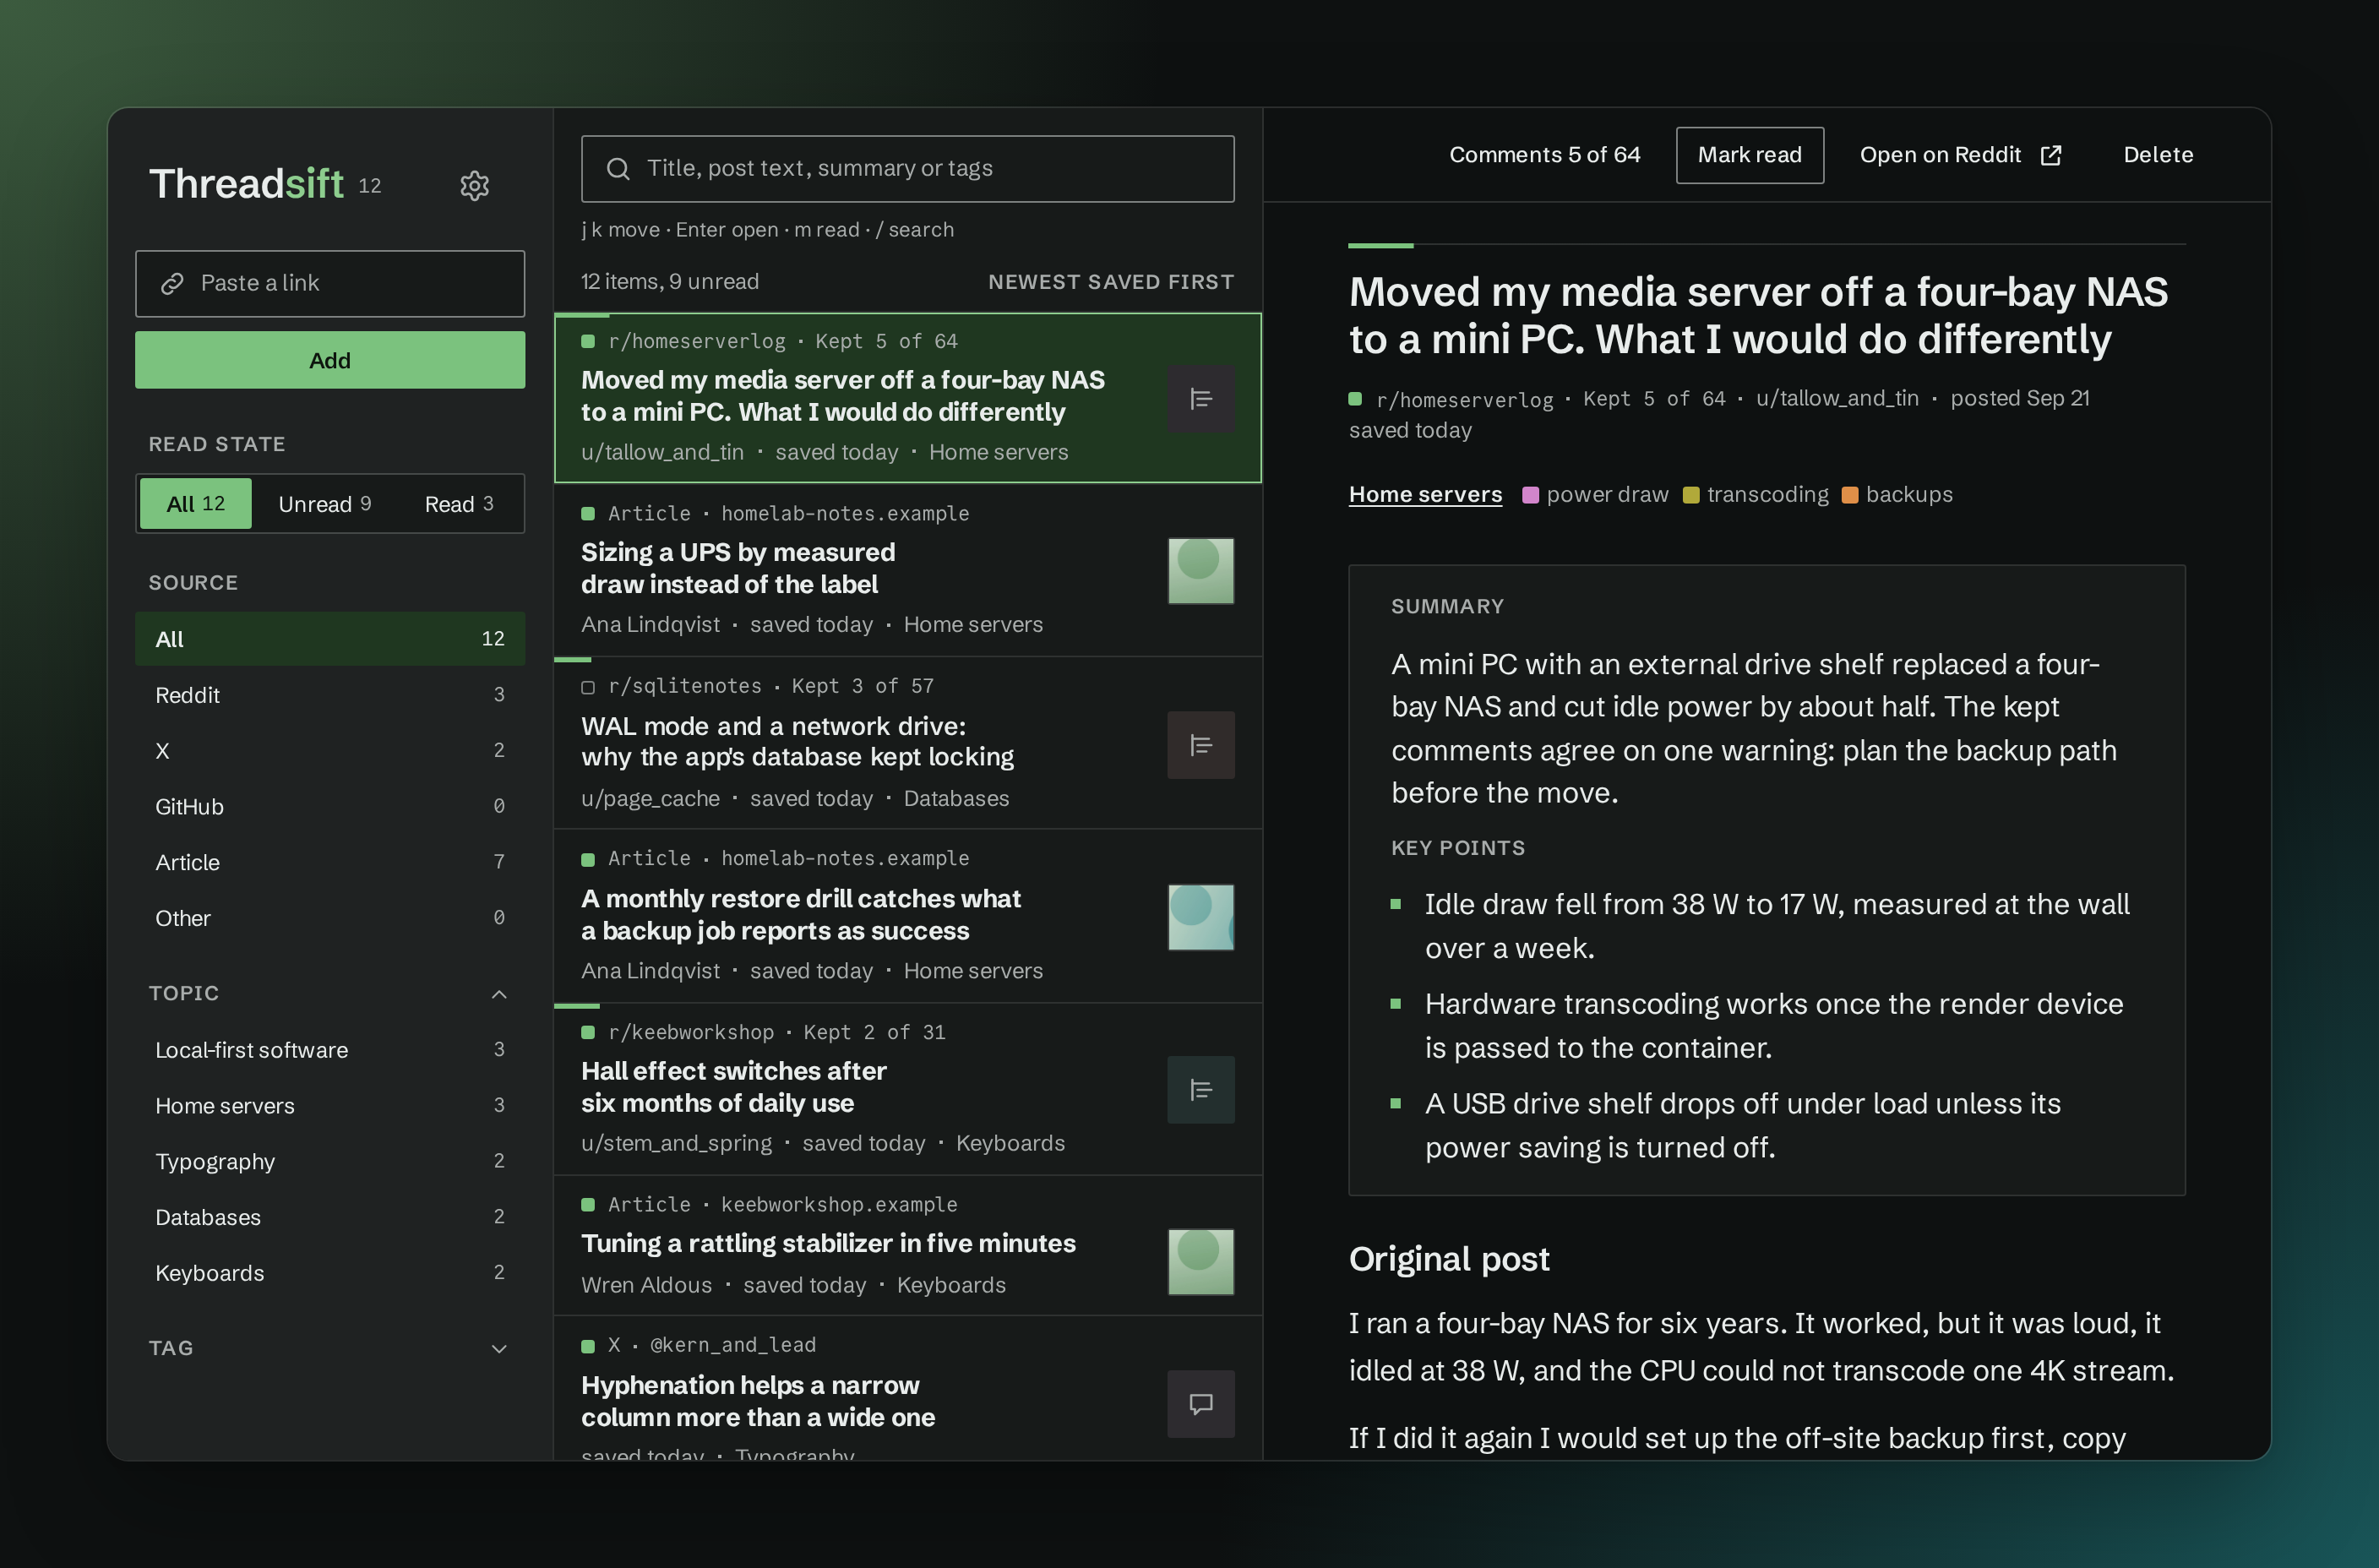 Threadsift 12
Paste a link
Add
READ STATE
All 12 Unread 9 Read 3
SOURCE
All 12
Reddit 3
X 2
GitHub 0
Article 7
Other 0
TOPIC
Local-first software 3
Home servers 3
Typography 2
Databases 2
Keyboards 2
TAG
Title, post text, summary or tags
j k move · Enter open · m read · / search
12 items, 9 unread NEWEST SAVED FIRST
r/homeserverlog · Kept 5 of 64
Moved my media server off a four-bay NAS
to a mini PC. What I would do differently
u/tallow_and_tin · saved today · Home servers
Article · homelab-notes.example
Sizing a UPS by measured
draw instead of the label
Ana Lindqvist · saved today · Home servers
r/sqlitenotes · Kept 3 of 57
WAL mode and a network drive:
why the app's database kept locking
u/page_cache · saved today · Databases
Article · homelab-notes.example
A monthly restore drill catches what
a backup job reports as success
Ana Lindqvist · saved today · Home servers
r/keebworkshop · Kept 2 of 31
Hall effect switches after
six months of daily use
u/stem_and_spring · saved today · Keyboards
Article · keebworkshop.example
Tuning a rattling stabilizer in five minutes
Wren Aldous · saved today · Keyboards
X · @kern_and_lead
Hyphenation helps a narrow
column more than a wide one
saved today · Typography
Comments 5 of 64 Mark read Open on Reddit Delete
Moved my media server off a four-bay NAS
to a mini PC. What I would do differently
r/homeserverlog · Kept 5 of 64 · u/tallow_and_tin · posted Sep 21
saved today
Home servers power draw transcoding backups
SUMMARY
A mini PC with an external drive shelf replaced a four-
bay NAS and cut idle power by about half. The kept
comments agree on one warning: plan the backup path
before the move.
KEY POINTS
Idle draw fell from 38 W to 17 W, measured at the wall
over a week.
Hardware transcoding works once the render device
is passed to the container.
A USB drive shelf drops off under load unless its
power saving is turned off.
Original post
I ran a four-bay NAS for six years. It worked, but it was loud, it
idled at 38 W, and the CPU could not transcode one 4K stream.
If I did it again I would set up the off-site backup first, copy